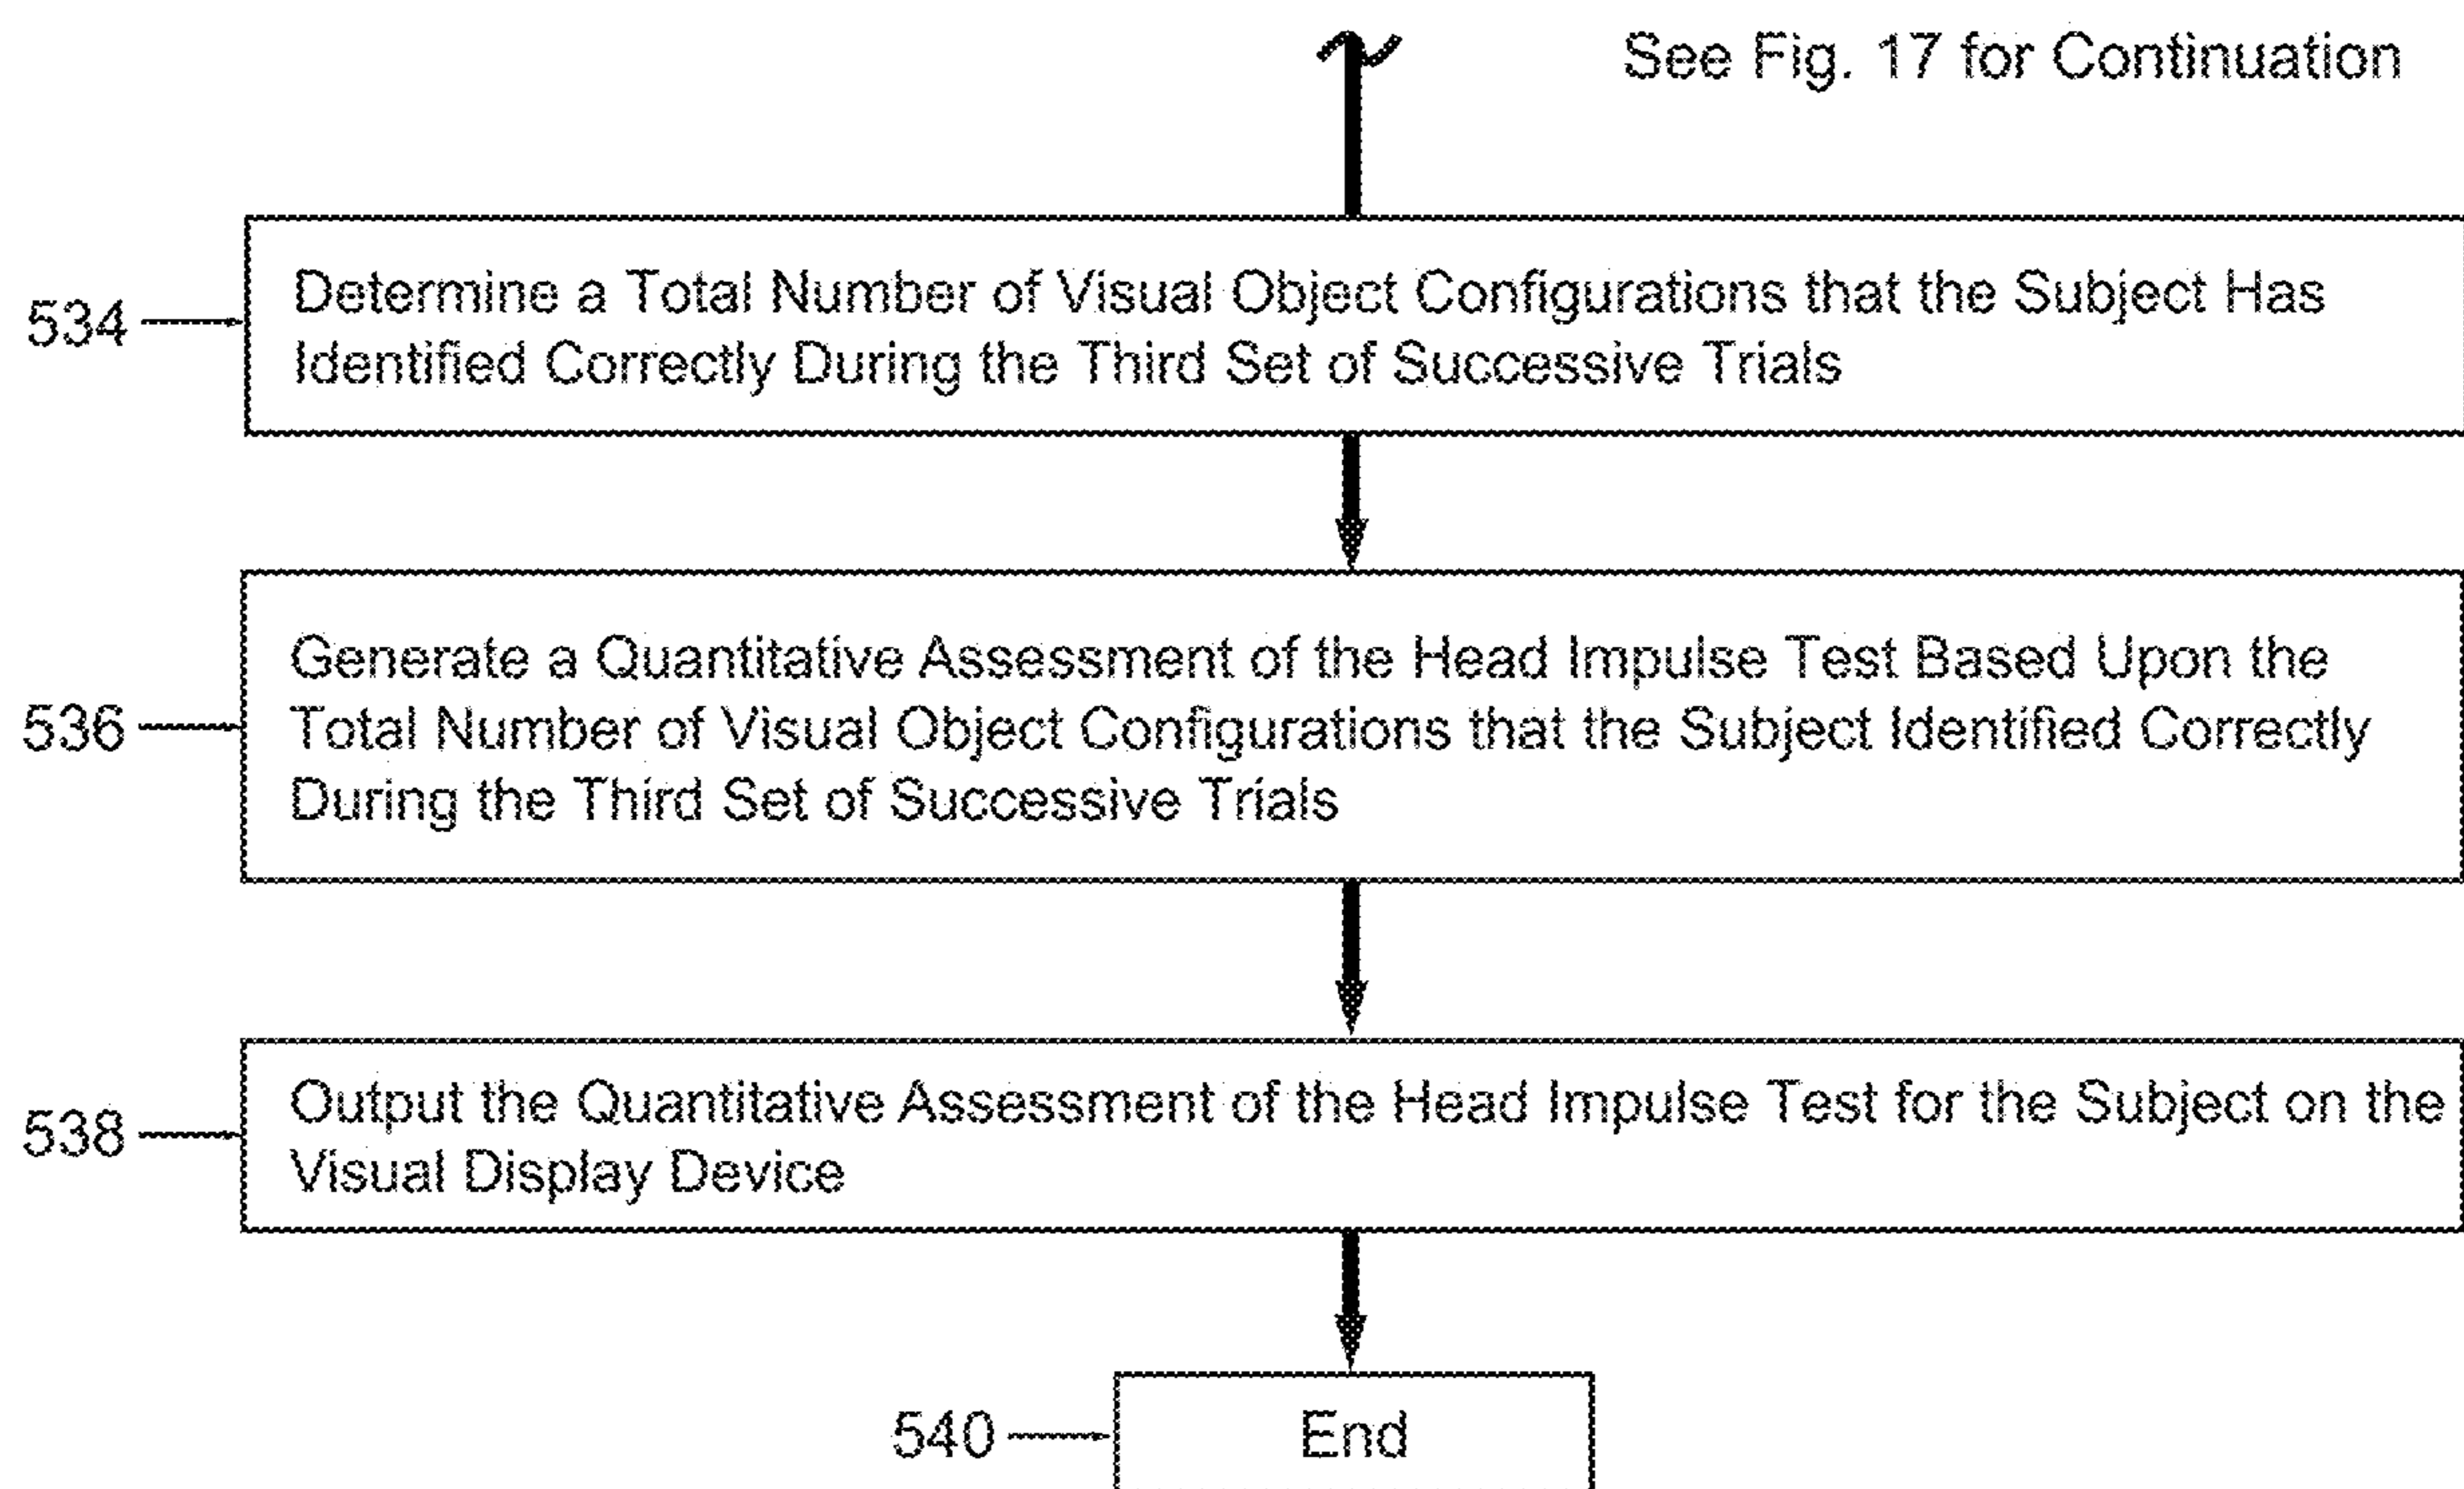 See Fig. 17 for Continuation
534
Determine a Total Number of Visual Object Configurations that the Subject Has
Identified Correctly During the Third Set of Successive Trials
536
Generate a Quantitative Assessment of the Head Impulse Test Based Upon the
Total Number of Visual Object Configurations that the Subject Identified Correctly
During the Third Set of Successive Trials
538
Output the Quantitative Assessment of the Head Impulse Test for the Subject on the
Visual Display Device
540
End